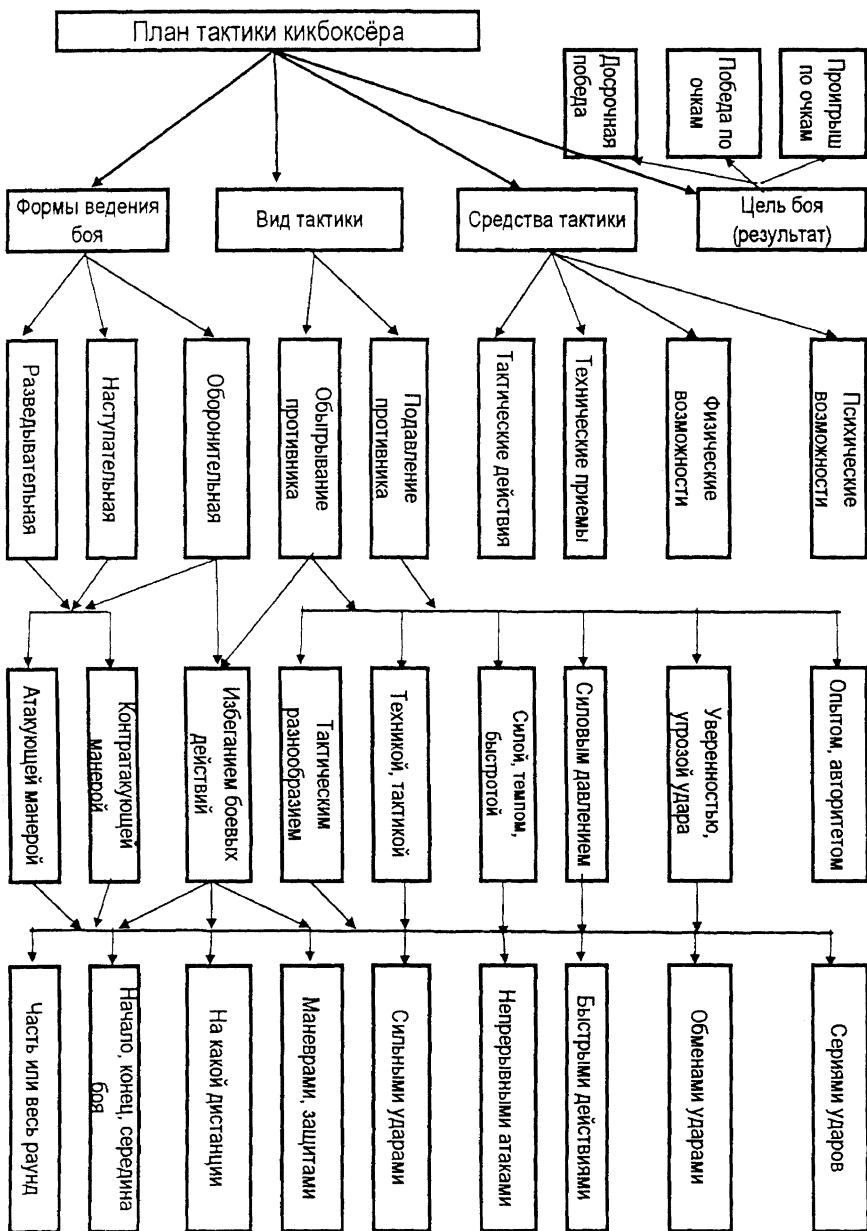 План тактики кикбоксёра
Досрочная
победа
Победа по
очкам
Проигрыш
по очкам
Формы ведения
боя
Вид тактики
Средства тактики
Цель боя
(результат)
Разведывательная
Наступательная
Оборонительная
Обыгрывание
противника
Подавление
противника
Тактические действия
Технические приемы
Физические
возможности
Психические
возможности
Атакующей манерой
Контратакующей
манерой
Избеганием боевых
действий
Тактическим
разнообразием
Техникой, тактикой
Силой, темпом,
быстротой
Силовым давлением
Уверенностью,
угрозой удара
Опытом, авторитетом
Часть или весь раунд
Начало, конец, середина
боя
На какой дистанции
Маневрами, защитами
Сильными ударами
Непрерывными атаками
Быстрыми действиями
Обменами ударами
Сериями ударов